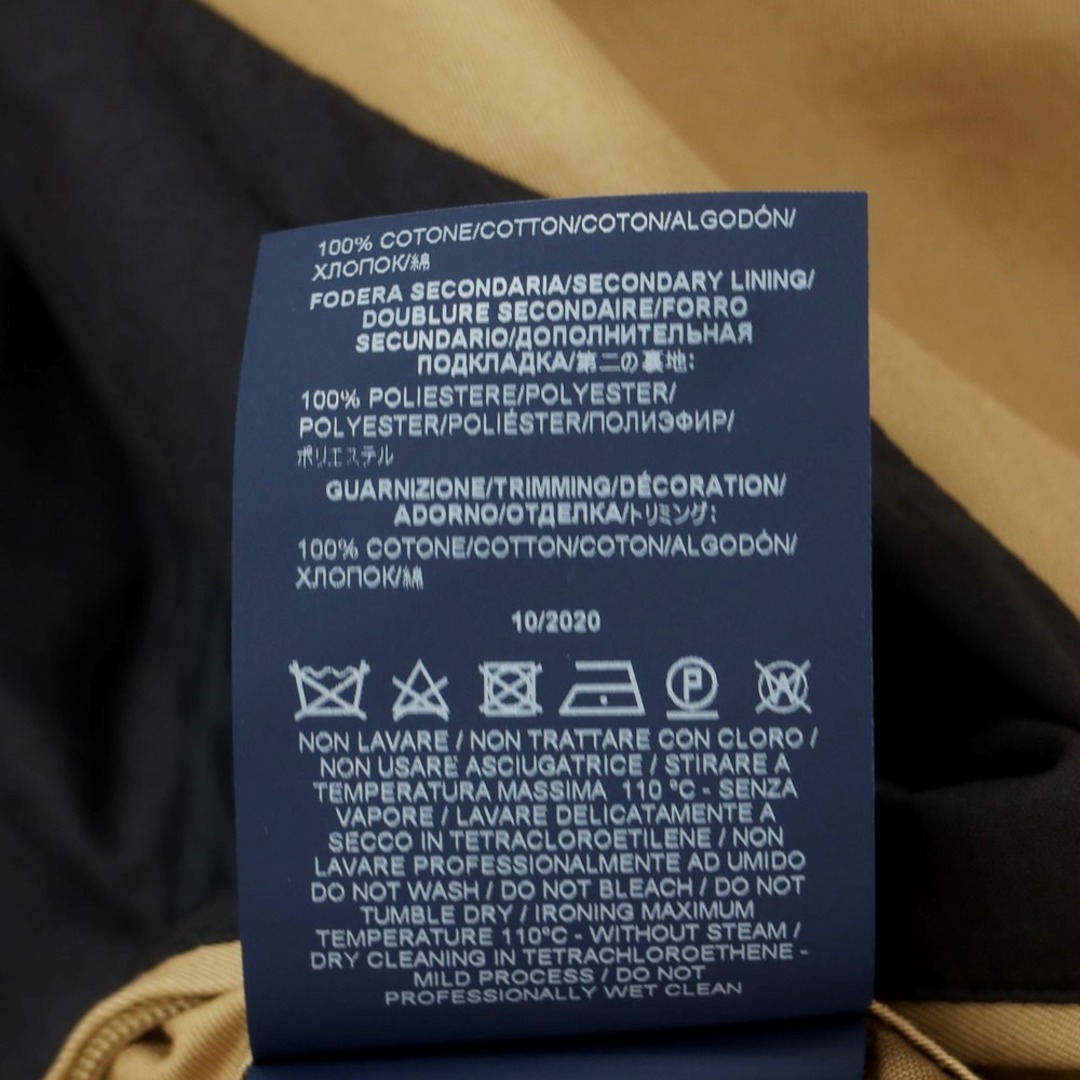 100% COTONE/COTTON/COTON/ALGODÓN/
ХЛОПОК/綿
FODERA SECONDARIA/SECONDARY LINING/
DOUBLURE SECONDAIRE/FORRO
SECUNDARIO/ДОПОЛНИТЕЛЬНАЯ
ПОДКЛАДКА/第二の裏地:
100% POLIESTERE/POLYESTER/
POLYESTER/POLIÉSTER/ПОЛИЭФИР/
ポリエステル
GUARNIZIONE/TRIMMING/DÉCORATION/
ADORNO/ОТДЕЛКА/トリミング:
100% COTONE/COTTON/COTON/ALGODÓN/
ХЛОПОК/綿
10/2020
P W
NON LAVARE / NON TRATTARE CON CLORO /
NON USARE ASCIUGATRICE / STIRARE A
TEMPERATURA MASSIMA 110 °C - SENZA
VAPORE / LAVARE DELICATAMENTE A
SECCO IN TETRACLOROETILENE / NON
LAVARE PROFESSIONALMENTE AD UMIDO
DO NOT WASH / DO NOT BLEACH / DO NOT
TUMBLE DRY / IRONING MAXIMUM
TEMPERATURE 110°C - WITHOUT STEAM /
DRY CLEANING IN TETRACHLOROETHENE -
MILD PROCESS / DO NOT
PROFESSIONALLY WET CLEAN